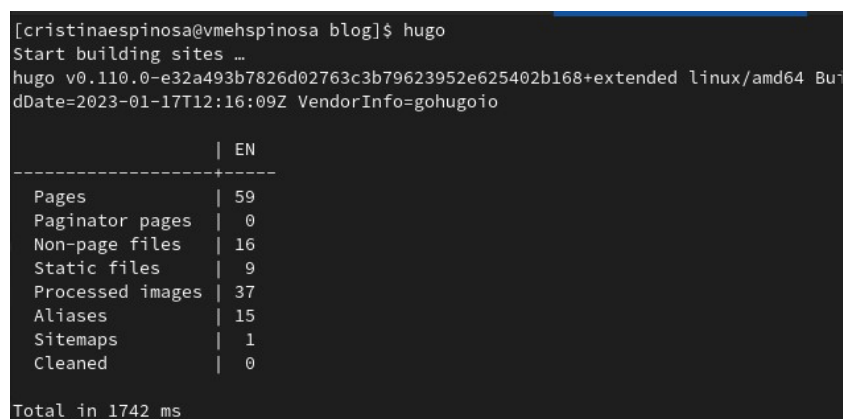 [cristinaespinosa@vmehspinosa blog]$ hugo
Start building sites …
hugo v0.110.0-e32a493b7826d02763c3b79623952e625402b168+extended linux/amd64 Bui
dDate=2023-01-17T12:16:09Z VendorInfo=gohugoio
| EN
-------------------+-----
Pages | 59
Paginator pages | 0
Non-page files | 16
Static files | 9
Processed images | 37
Aliases | 15
Sitemaps | 1
Cleaned | 0
Total in 1742 ms